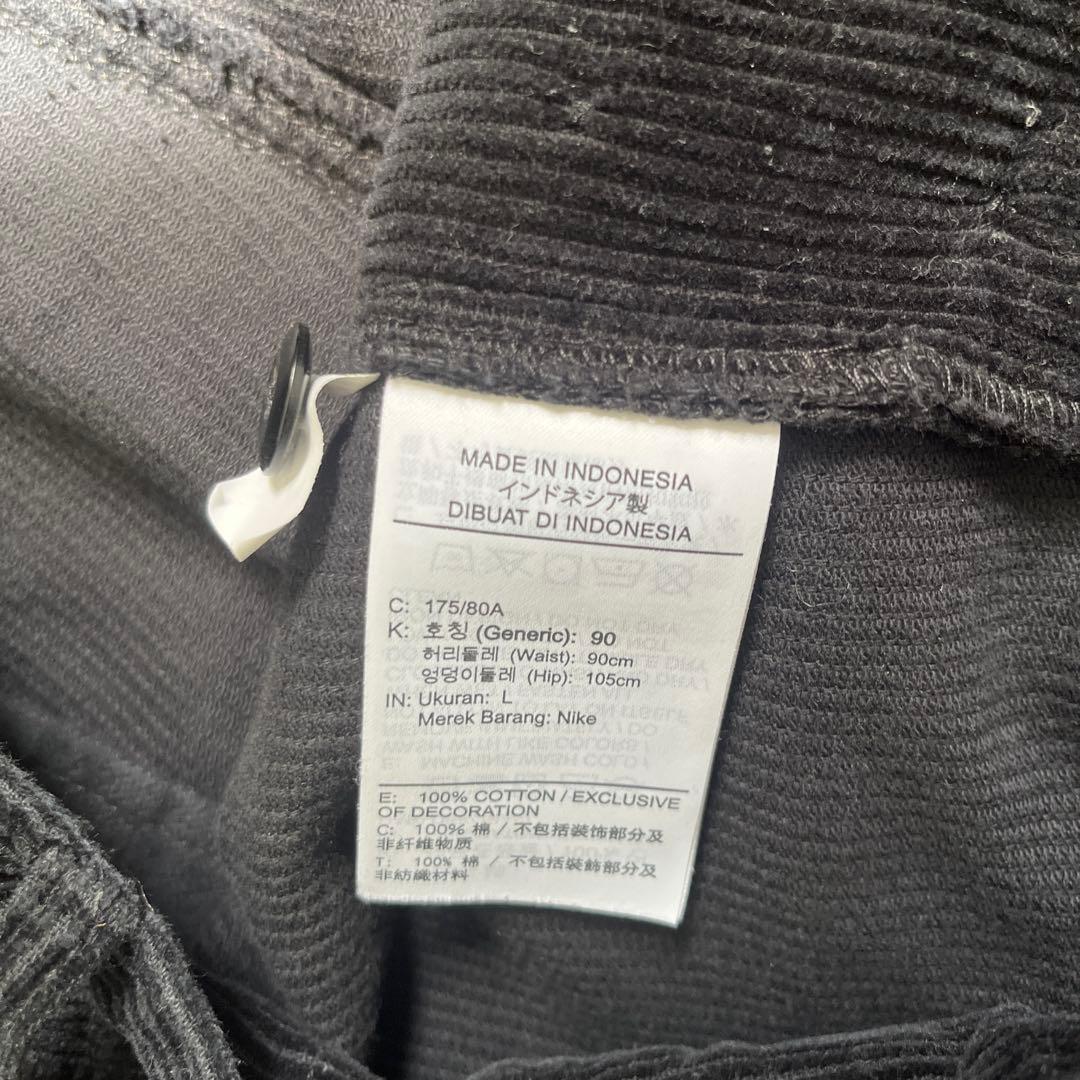 MADE IN INDONESIA
インドネシア製
DIBUAT DI INDONESIA
C: 175/80A
K: 호칭 (Generic): 90
허리둘레 (Waist): 90cm
엉덩이둘레 (Hip): 105cm
IN: Ukuran: L
Merek Barang: Nike
E: 100% COTTON / EXCLUSIVE
OF DECORATION
C: 100% 棉 / 不包括装饰部分及
非纤维物质
T: 100% 棉 / 不包括裝飾部分及
非紡織材料